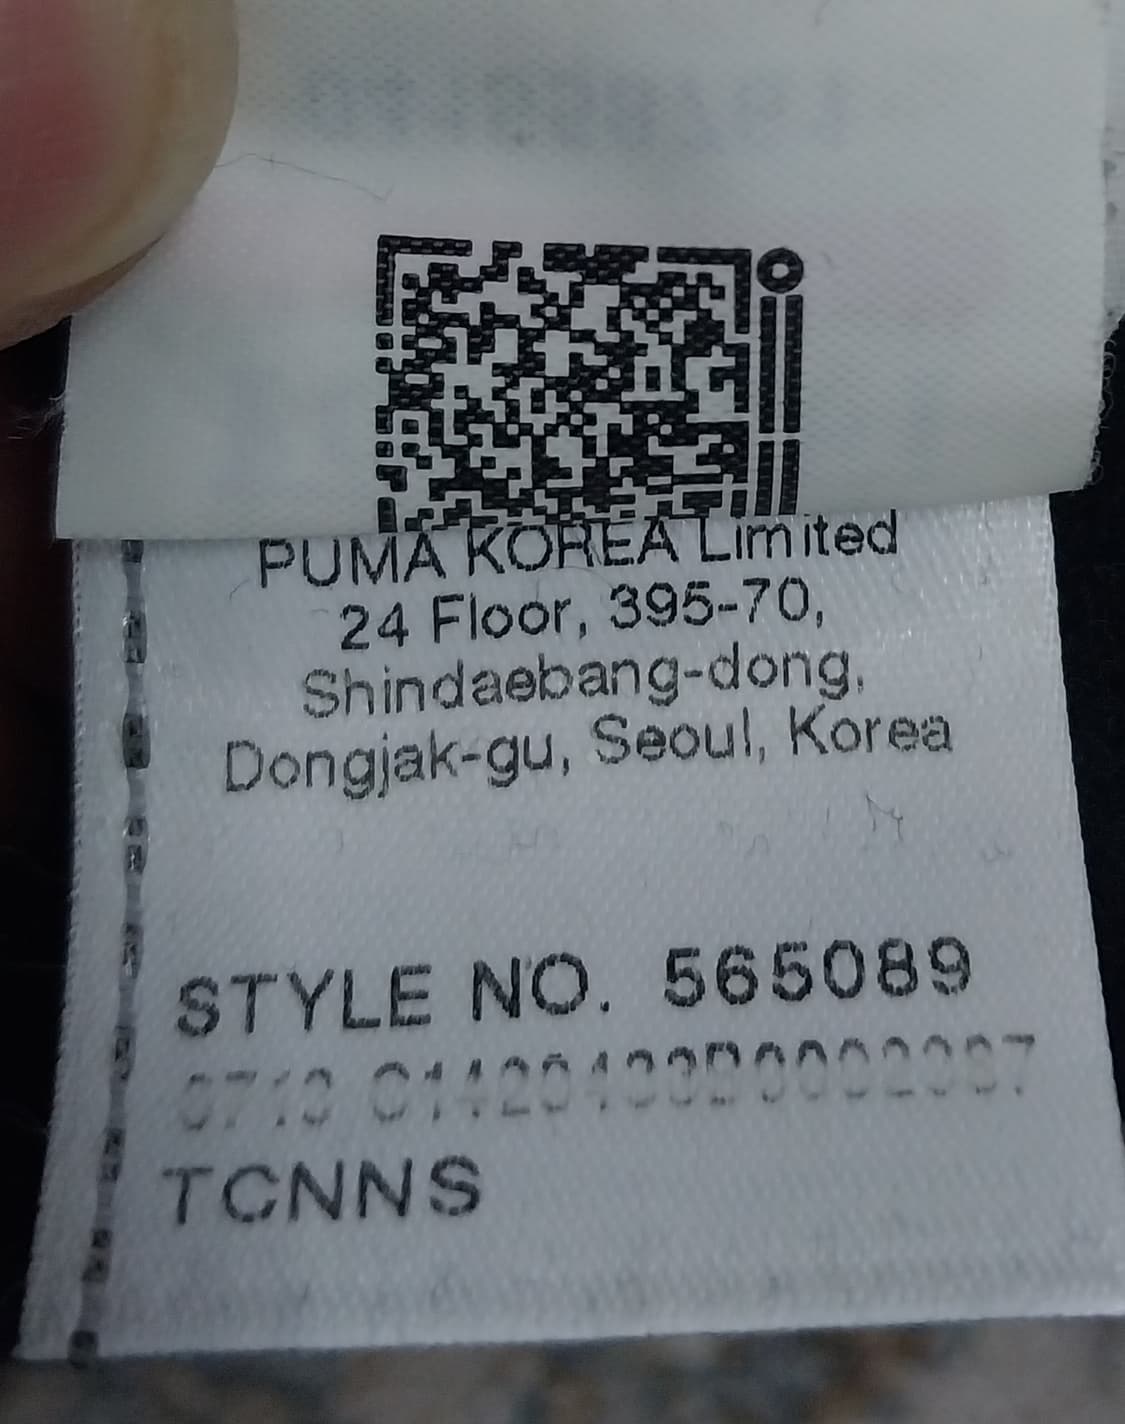 PUMA KOREA Limited
24 Floor, 395-70,
Shindaebang-dong,
Dongjak-gu, Seoul, Korea
STYLE NO. 565089
TCNNS